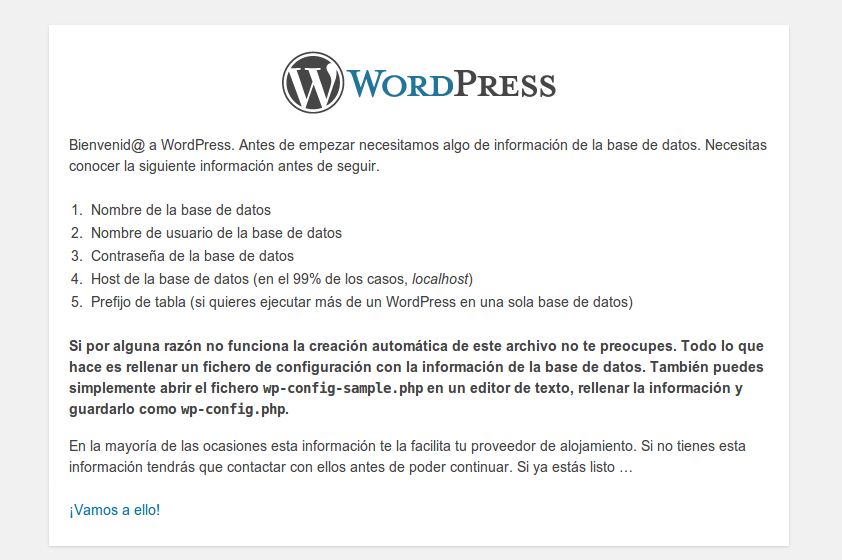 WORDPRESS
Bienvenid@ a WordPress. Antes de empezar necesitamos algo de información de la base de datos. Necesitas
conocer la siguiente información antes de seguir.
1. Nombre de la base de datos
2. Nombre de usuario de la base de datos
3. Contraseña de la base de datos
4. Host de la base de datos (en el 99% de los casos, localhost)
5. Prefijo de tabla (si quieres ejecutar más de un WordPress en una sola base de datos)
Si por alguna razón no funciona la creación automática de este archivo no te preocupes. Todo lo que
hace es rellenar un fichero de configuración con la información de la base de datos. También puedes
simplemente abrir el fichero wp-config-sample.php en un editor de texto, rellenar la información y
guardarlo como wp-config.php.
En la mayoría de las ocasiones esta información te la facilita tu proveedor de alojamiento. Si no tienes esta
información tendrás que contactar con ellos antes de poder continuar. Si ya estás listo …
¡Vamos a ello!